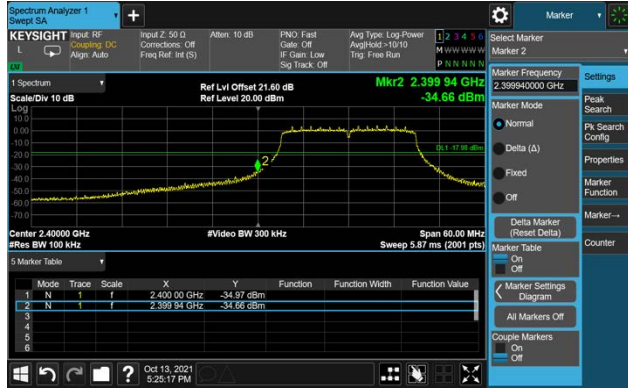 Spectrum Analyzer 1
Swept SA
+
Marker
KEYSIGHT Input: RF Input Z: 50 Ω Atten: 10 dB PNO: Fast Avg Type: Log-Power 1 2 3 4 5 6
L Coupling: DC Corrections: Off Gate: Off Avg|Hold:>10/10 M W W W W W
Align: Auto Freq Ref: Int (S) IF Gain: Low Trig: Free Run
Sig Track: Off P N N N N N
1 Spectrum
Ref Lvl Offset 21.60 dB Mkr2 2.399 94 GHz
Scale/Div 10 dB Ref Level 20.00 dBm -34.66 dBm
Log
10.0
0.00
-10.0
-20.0
-30.0
-40.0
-50.0
-60.0
-70.0
DL1 -17.98 dBm
2
Center 2.40000 GHz #Video BW 300 kHz Span 60.00 MHz
#Res BW 100 kHz Sweep 5.87 ms (2001 pts)
5 Marker Table
Mode Trace Scale X Y Function Function Width Function Value
1 N 1 f 2.400 00 GHz -34.97 dBm
2 N 1 f 2.399 94 GHz -34.66 dBm
3
4
5
6
Oct 13, 2021
5:25:17 PM
?
Select Marker
Marker 2
Marker Frequency
2.399940000 GHz
Marker Mode
Normal
Delta (Δ)
Fixed
Off
Delta Marker
(Reset Delta)
Marker Table
On
Off
Marker Settings
Diagram
All Markers Off
Couple Markers
On
Off
Settings
Peak
Search
Pk Search
Config
Properties
Marker
Function
Marker→
Counter